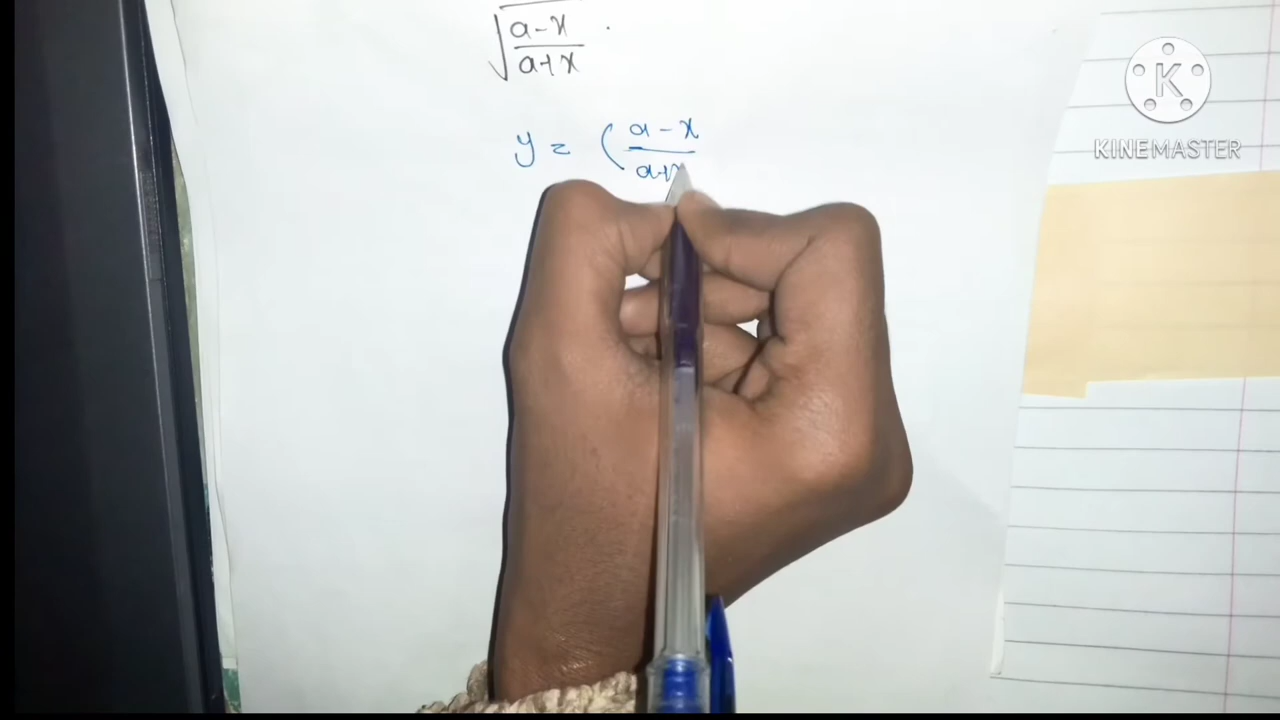 √(a-x / a+x) .
y = ( a-x / a+x
KINEMASTER